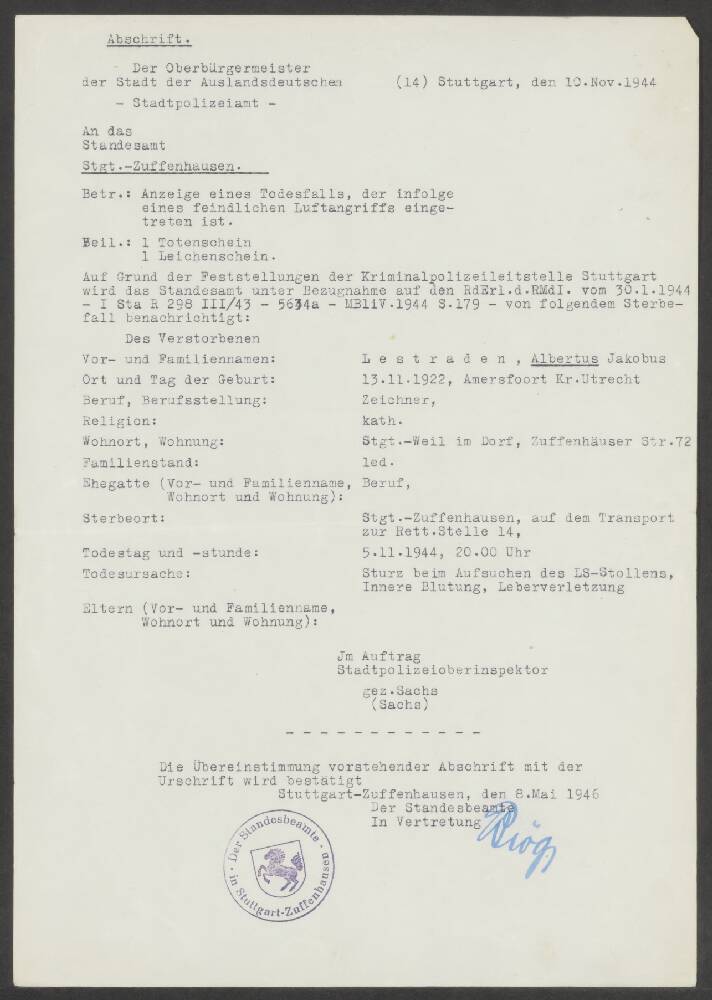 Abschrift.
Der Oberbürgermeister
der Stadt der Auslandsdeutschen (14) Stuttgart, den 10.Nov.1944
- Stadtpolizeiamt -
An das
Standesamt
Stgt.-Zuffenhausen.
Betr.: Anzeige eines Todesfalls, der infolge
eines feindlichen Luftangriffs einge-
treten ist.
Beil.: 1 Totenschein
1 Leichenschein.
Auf Grund der Feststellungen der Kriminalpolizeileitstelle Stuttgart
wird das Standesamt unter Bezugnahme auf den RdErl.d.RMdI. vom 30.1.1944
- I Sta R 298 III/43 - 5634a - MBliV.1944 S.179 - von folgendem Sterbe-
fall benachrichtigt:
Des Verstorbenen
Vor- und Familiennamen: L e s t r a d e n , Albertus Jakobus
Ort und Tag der Geburt: 13.11.1922, Amersfoort Kr.Utrecht
Beruf, Berufsstellung: Zeichner,
Religion: kath.
Wohnort, Wohnung: Stgt.-Weil im Dorf, Zuffenhäuser Str.72
Familienstand: led.
Ehegatte (Vor- und Familienname, Beruf,
Wohnort und Wohnung):
Sterbeort: Stgt.-Zuffenhausen, auf dem Transport
zur Rett.Stelle 14,
Todestag und -stunde: 5.11.1944, 20.00 Uhr
Todesursache: Sturz beim Aufsuchen des LS-Stollens,
Innere Blutung, Leberverletzung
Eltern (Vor- und Familienname,
Wohnort und Wohnung):
Jm Auftrag
Stadtpolizeioberinspektor
gez.Sachs
(Sachs)
- - - - - - - - - - - -
Die Übereinstimmung vorstehender Abschrift mit der
Urschrift wird bestätigt
Stuttgart-Zuffenhausen, den 8.Mai 1946
Der Standesbeamte
In Vertretung
Der Standesbeamte
in Stuttgart-Zuffenhausen